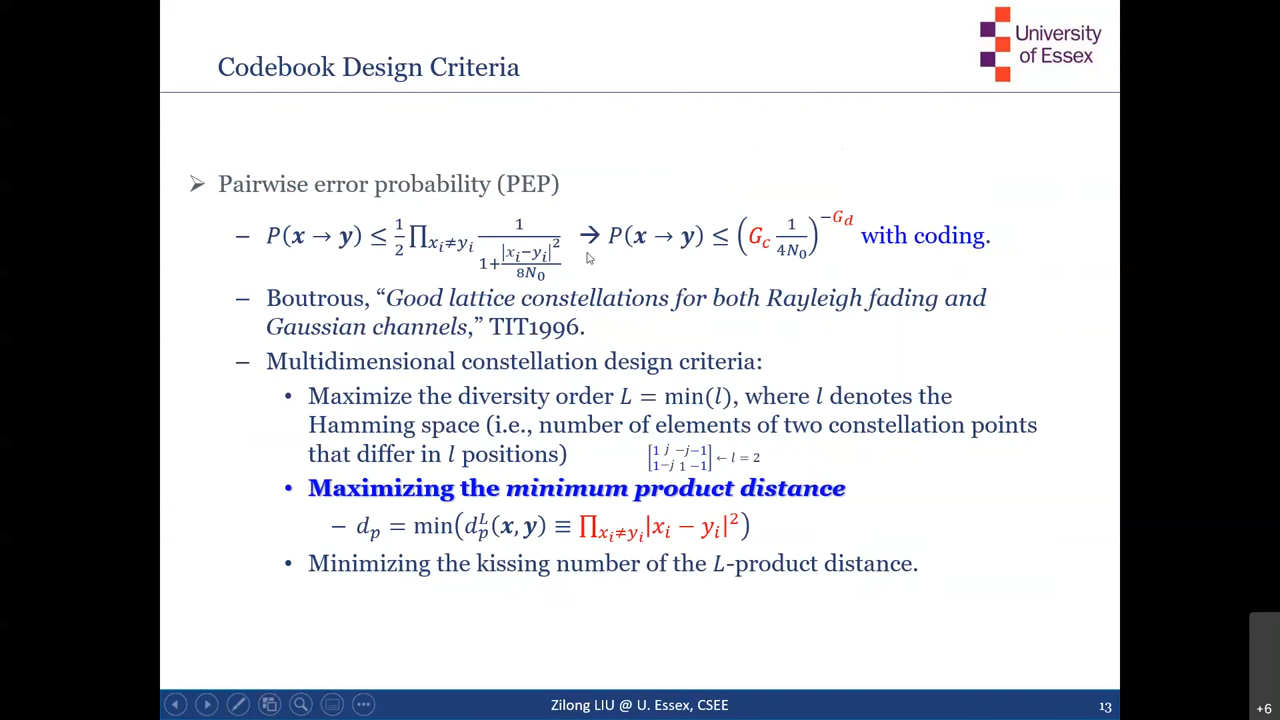 University
of Essex
Codebook Design Criteria
➢ Pairwise error probability (PEP)
– P(x → y) ≤ 1/2 ∏_{x_i≠y_i} 1/(1+|x_i−y_i|^2/(8N_0)) → P(x → y) ≤ (G_c 1/(4N_0))^{−G_d} with coding.
– Boutrous, “Good lattice constellations for both Rayleigh fading and
Gaussian channels,” TIT1996.
– Multidimensional constellation design criteria:
• Maximize the diversity order L = min(l), where l denotes the
Hamming space (i.e., number of elements of two constellation points
that differ in l positions)
[1 j −j −1
1 −j 1 −1] ← l = 2
• Maximizing the minimum product distance
– d_p = min(d_p^L(x, y) ≡ ∏_{x_i≠y_i}|x_i − y_i|^2)
• Minimizing the kissing number of the L-product distance.
Zilong LIU @ U. Essex, CSEE
13
+6